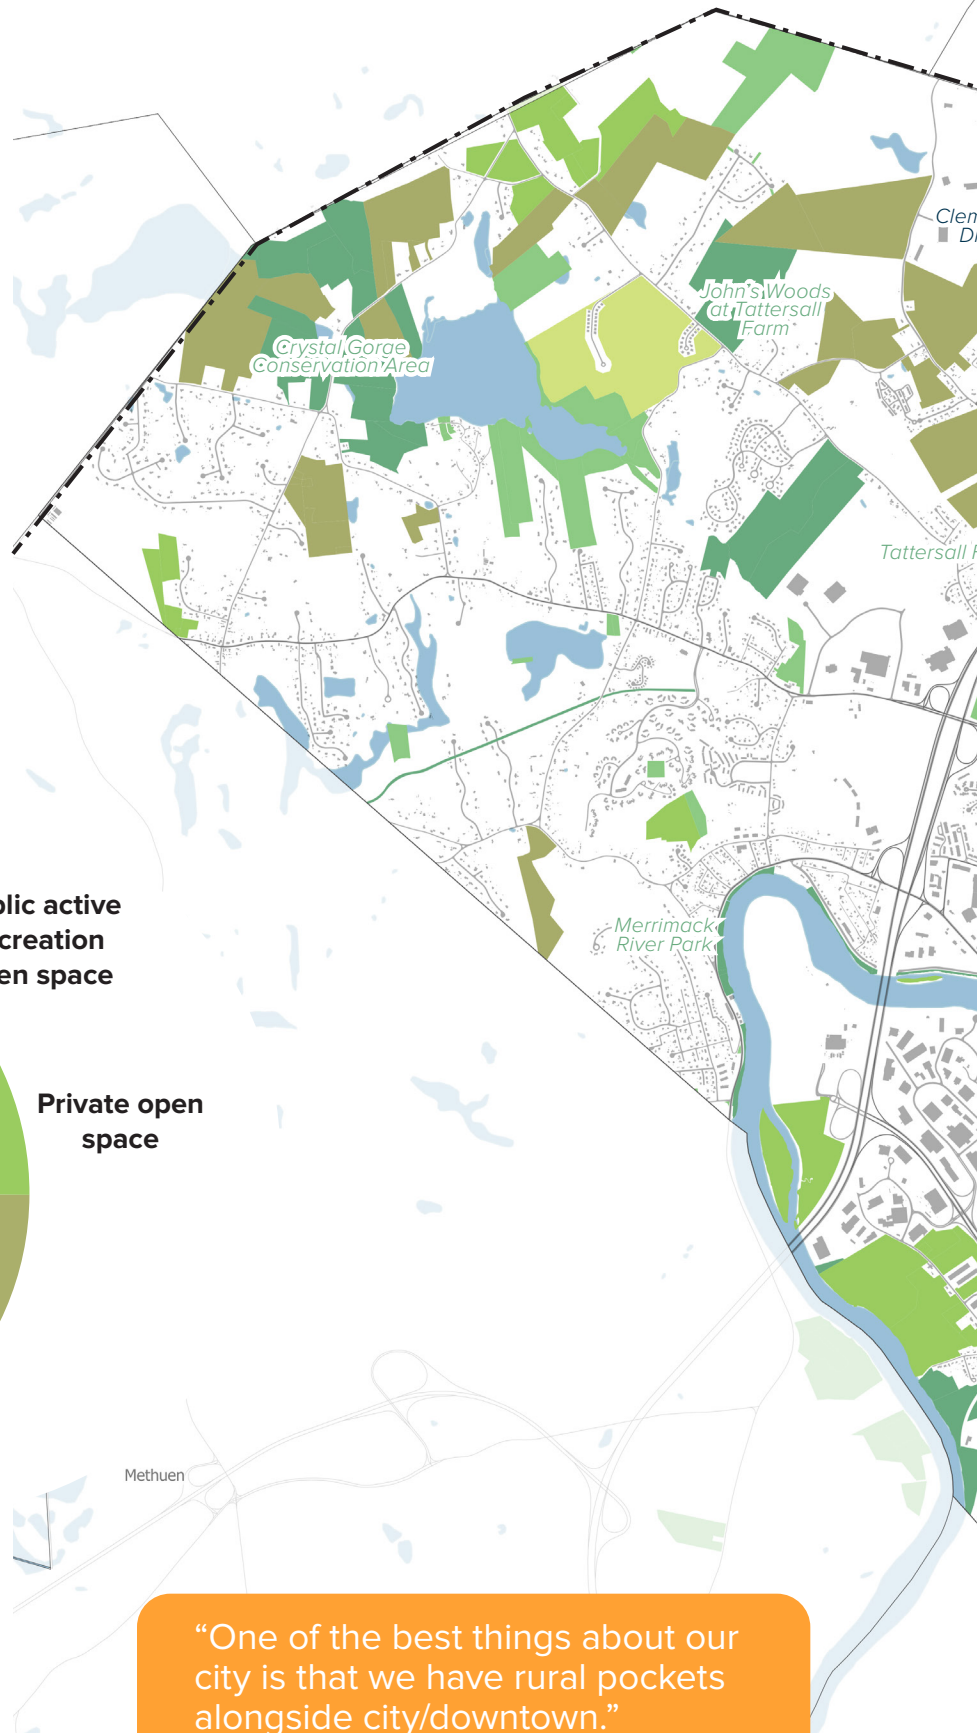 Clem
Di
John's Woods
at Tattersall
Farm
Crystal Gorge
Conservation Area
Tattersall F
blic active
creation
en space
Merrimack
River Park
Private open
space
Methuen
“One of the best things about our
city is that we have rural pockets
alongside city/downtown.”